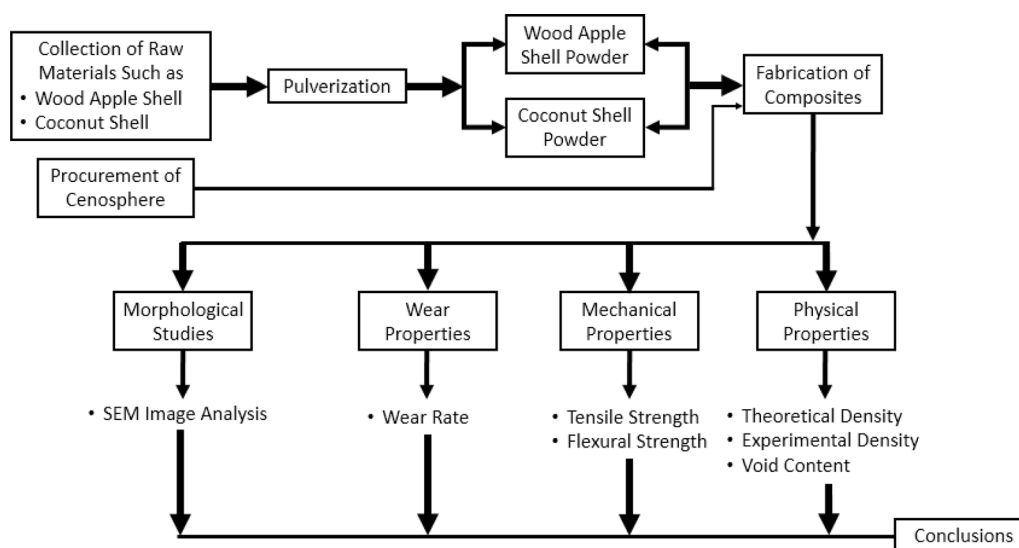 Collection of Raw
Materials Such as
• Wood Apple Shell
• Coconut Shell
Pulverization
Wood Apple
Shell Powder
Coconut Shell
Powder
Fabrication of
Composites
Procurement of
Cenosphere
Morphological
Studies
Wear
Properties
Mechanical
Properties
Physical
Properties
• SEM Image Analysis
• Wear Rate
• Tensile Strength
• Flexural Strength
• Theoretical Density
• Experimental Density
• Void Content
Conclusions